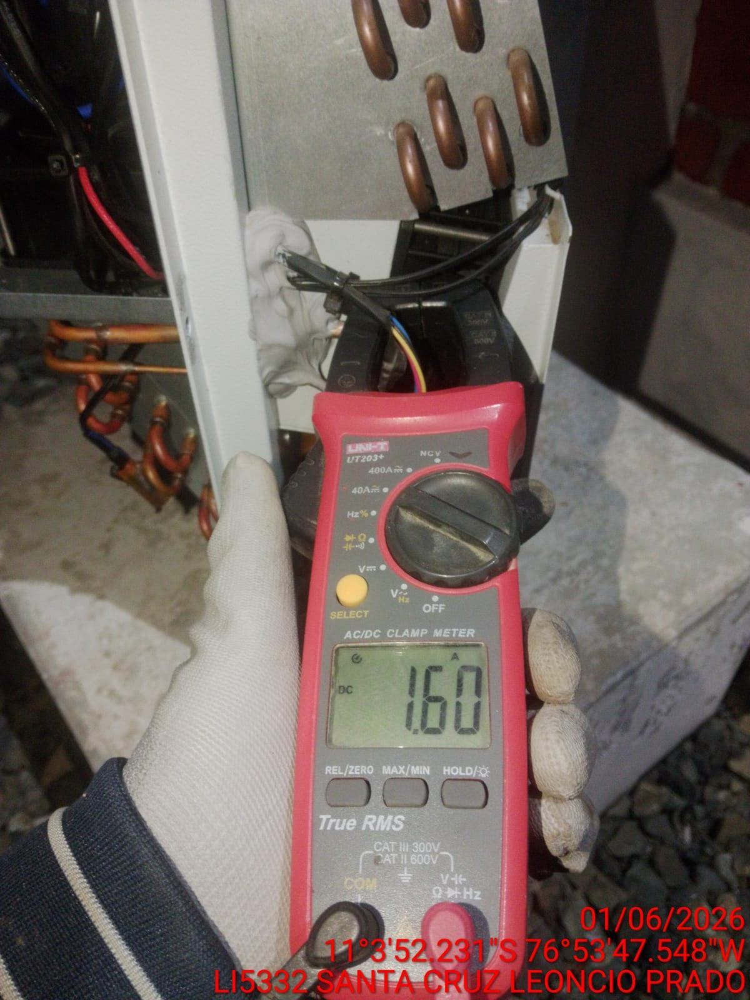 UNI-T
UT203+
NCV
400A
40A
Hz%
Ω
V
V~
Hz
OFF
SELECT
AC/DC CLAMP METER
A
DC
1.60
REL/ZERO MAX/MIN HOLD/
True RMS
CAT III 300V
CAT II 600V
COM
V
Ω Hz
01/06/2026
11°3'52.231"S 76°53'47.548"W
LI5332 SANTA CRUZ LEONCIO PRADO